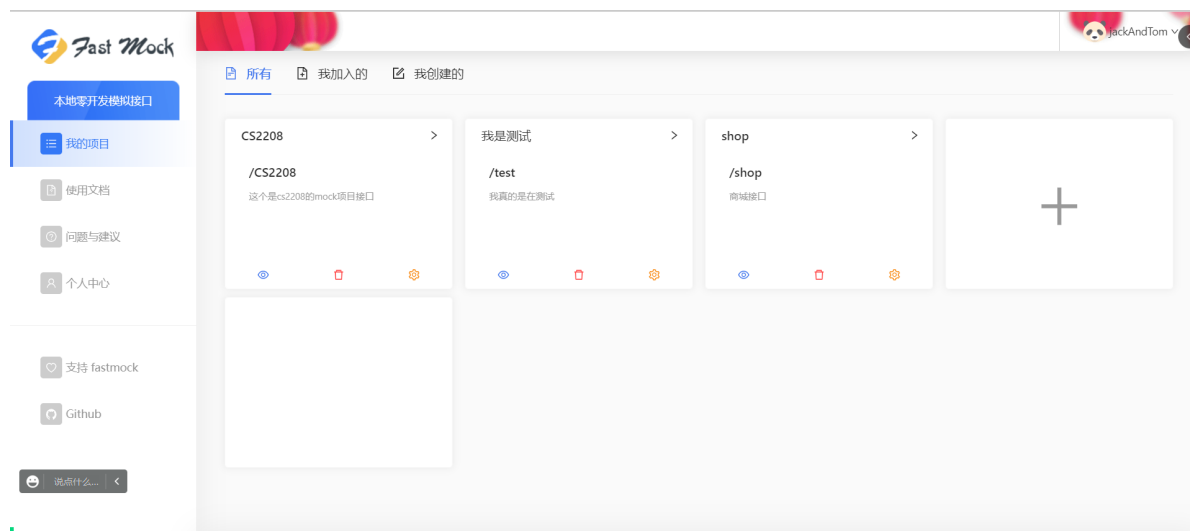 Fast Mock
JackAndTom
本地零开发模拟接口
我的项目
使用文档
问题与建议
个人中心
支持 fastmock
Github
说点什么...
所有 我加入的 我创建的
CS2208
/CS2208
这个是cs2208的mock项目接口
我是测试
/test
我真的是在测试
shop
/shop
商城接口